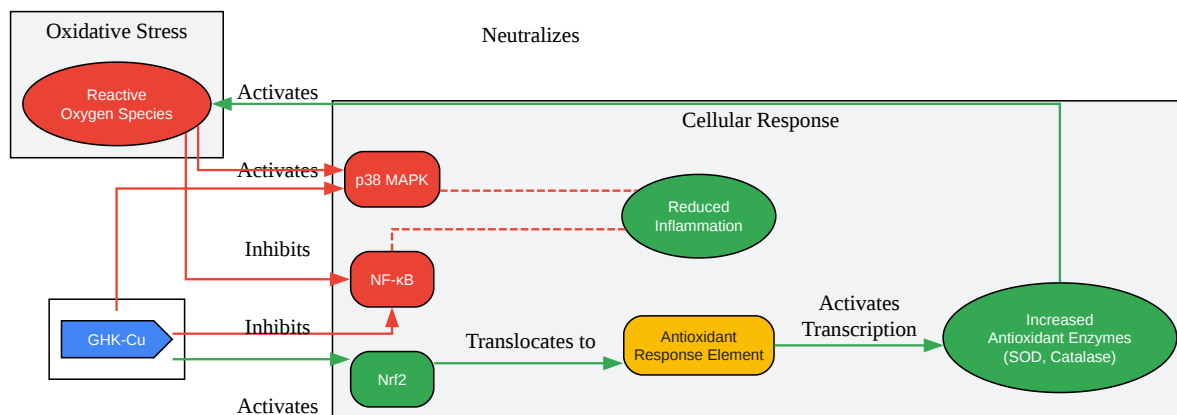 Oxidative Stress
Neutralizes
Reactive
Oxygen Species
Activates
Cellular Response
Activates
p38 MAPK
Reduced
Inflammation
Inhibits
NF-κB
GHK-Cu
Inhibits
Translocates to
Antioxidant
Response Element
Activates
Transcription
Increased
Antioxidant Enzymes
(SOD, Catalase)
Nrf2
Activates